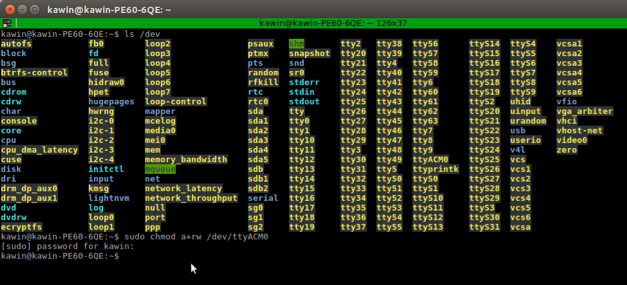 kawin@kawin-PE60-6QE: ~
kawin@kawin-PE60-6QE: ~ 126x37
kawin@kawin-PE60-6QE:~$ ls /dev
autofs fb0 loop2 psaux shm tty2 tty38 tty56 ttyS14 ttyS4 vcsa1
block fd loop3 ptmx snapshot tty20 tty39 tty57 ttyS15 ttyS5 vcsa2
bsg full loop4 pts snd tty21 tty4 tty58 ttyS16 ttyS6 vcsa3
btrfs-control fuse loop5 random sr0 tty22 tty40 tty59 ttyS17 ttyS7 vcsa4
bus hidraw0 loop6 rfkill stderr tty23 tty41 tty6 ttyS18 ttyS8 vcsa5
cdrom hpet loop7 rtc stdin tty24 tty42 tty60 ttyS19 ttyS9 vcsa6
cdrw hugepages loop-control rtc0 stdout tty25 tty43 tty61 ttyS2 uhid vfio
char hwrng mapper sda tty tty26 tty44 tty62 ttyS20 uinput vga_arbiter
console i2c-0 mcelog sda1 tty0 tty27 tty45 tty63 ttyS21 urandom vhci
core i2c-1 media0 sda2 tty1 tty28 tty46 tty7 ttyS22 usb vhost-net
cpu i2c-2 mei0 sda3 tty10 tty29 tty47 tty8 ttyS23 userio video0
cpu_dma_latency i2c-3 mem sda4 tty11 tty3 tty48 tty9 ttyS24 v4l zero
cuse i2c-4 memory_bandwidth sda5 tty12 tty30 tty49 ttyACM0 ttyS25 vcs
disk initctl mqueue sdb tty13 tty31 tty5 ttyprintk ttyS26 vcs1
dri input net sdb1 tty14 tty32 tty50 ttyS0 ttyS27 vcs2
drm_dp_aux0 kmsg network_latency sdb2 tty15 tty33 tty51 ttyS1 ttyS28 vcs3
drm_dp_aux1 lightnvm network_throughput serial tty16 tty34 tty52 ttyS10 ttyS29 vcs4
dvd log null sg0 tty17 tty35 tty53 ttyS11 ttyS3 vcs5
dvdrw loop0 port sg1 tty18 tty36 tty54 ttyS12 ttyS30 vcs6
ecryptfs loop1 ppp sg2 tty19 tty37 tty55 ttyS13 ttyS31 vcsa
kawin@kawin-PE60-6QE:~$ sudo chmod a+rw /dev/ttyACM0
[sudo] password for kawin:
kawin@kawin-PE60-6QE:~$